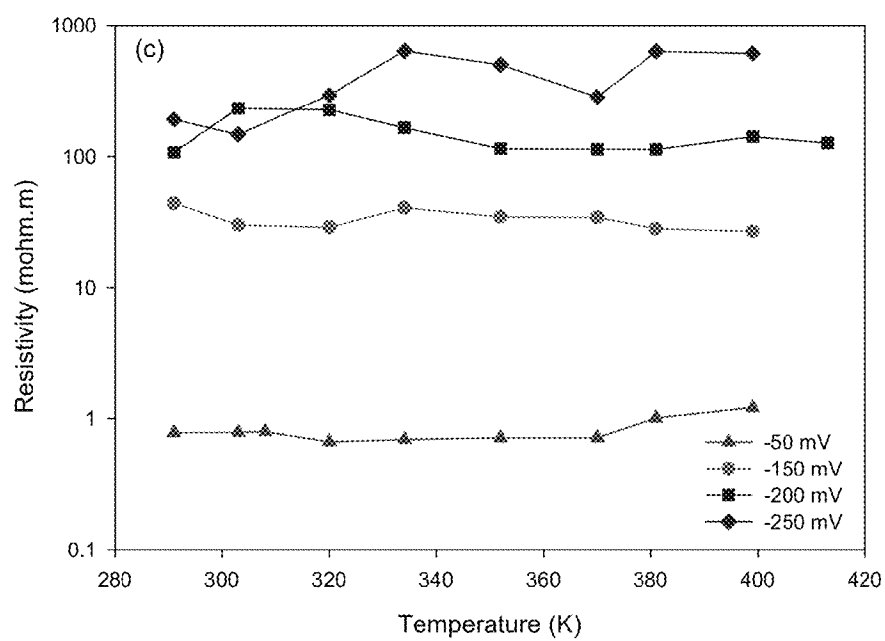 (c)
Resistivity (mohm.m)
1000
100
10
1
0.1
-50 mV
-150 mV
-200 mV
-250 mV
280 300 320 340 360 380 400 420
Temperature (K)